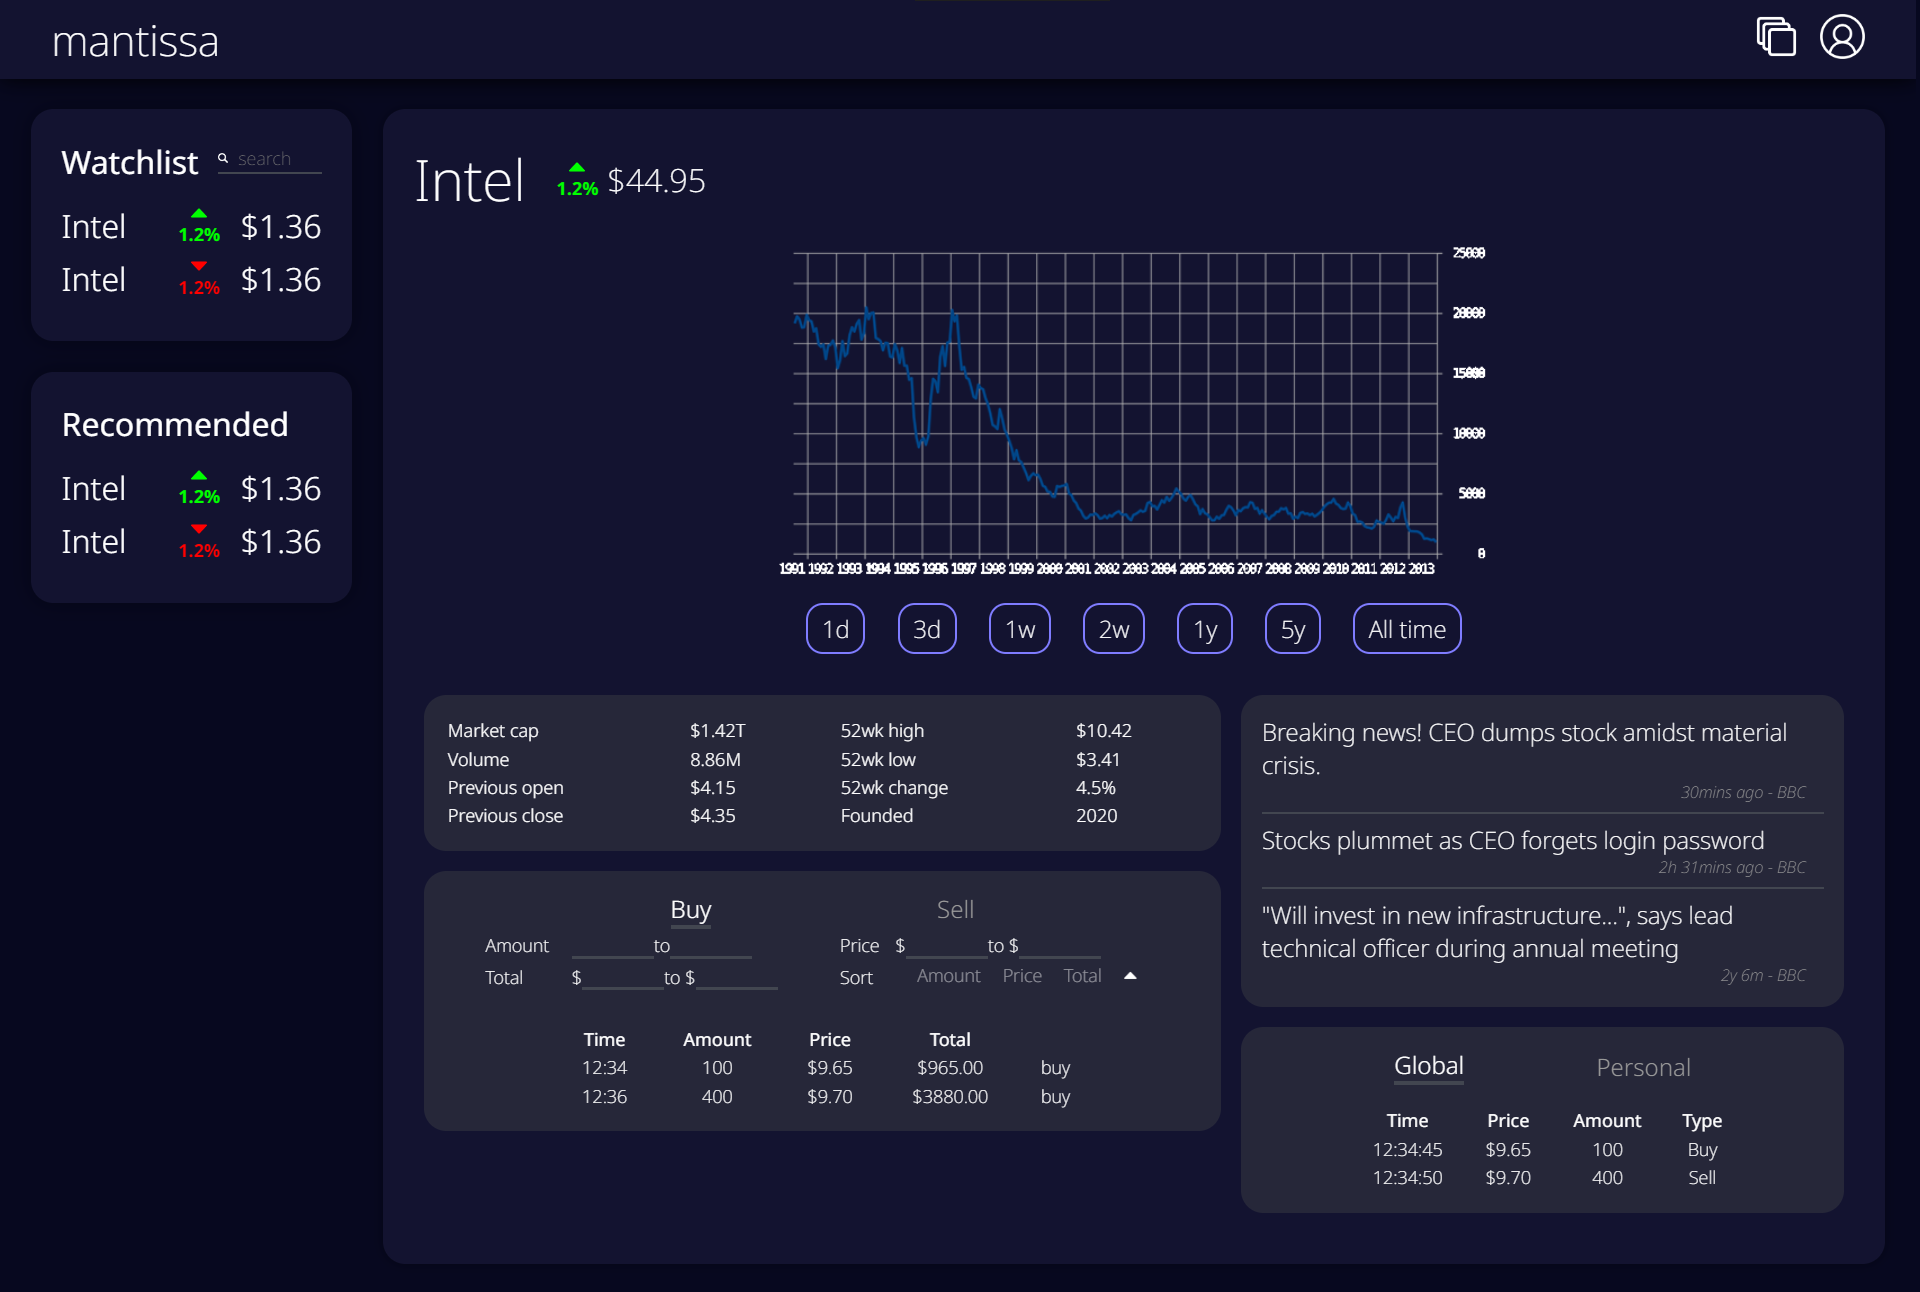 mantissa
Watchlist search
Intel 1.2% $1.36
Intel 1.2% $1.36
Recommended
Intel 1.2% $1.36
Intel 1.2% $1.36
Intel 1.2% $44.95
25000
20000
15000
10000
5000
0
1991 1992 1993 1994 1995 1996 1997 1998 1999 2000 2001 2002 2003 2004 2005 2006 2007 2008 2009 2010 2011 2012 2013
1d 3d 1w 2w 1y 5y All time
Market cap $1.42T 52wk high $10.42
Volume 8.86M 52wk low $3.41
Previous open $4.15 52wk change 4.5%
Previous close $4.35 Founded 2020
Buy Sell
Amount to Price $ to $
Total $ to $ Sort Amount Price Total
Time Amount Price Total
12:34 100 $9.65 $965.00 buy
12:36 400 $9.70 $3880.00 buy
Breaking news! CEO dumps stock amidst material
crisis.
30mins ago - BBC
Stocks plummet as CEO forgets login password
2h 31mins ago - BBC
"Will invest in new infrastructure...", says lead
technical officer during annual meeting
2y 6m - BBC
Global Personal
Time Price Amount Type
12:34:45 $9.65 100 Buy
12:34:50 $9.70 400 Sell